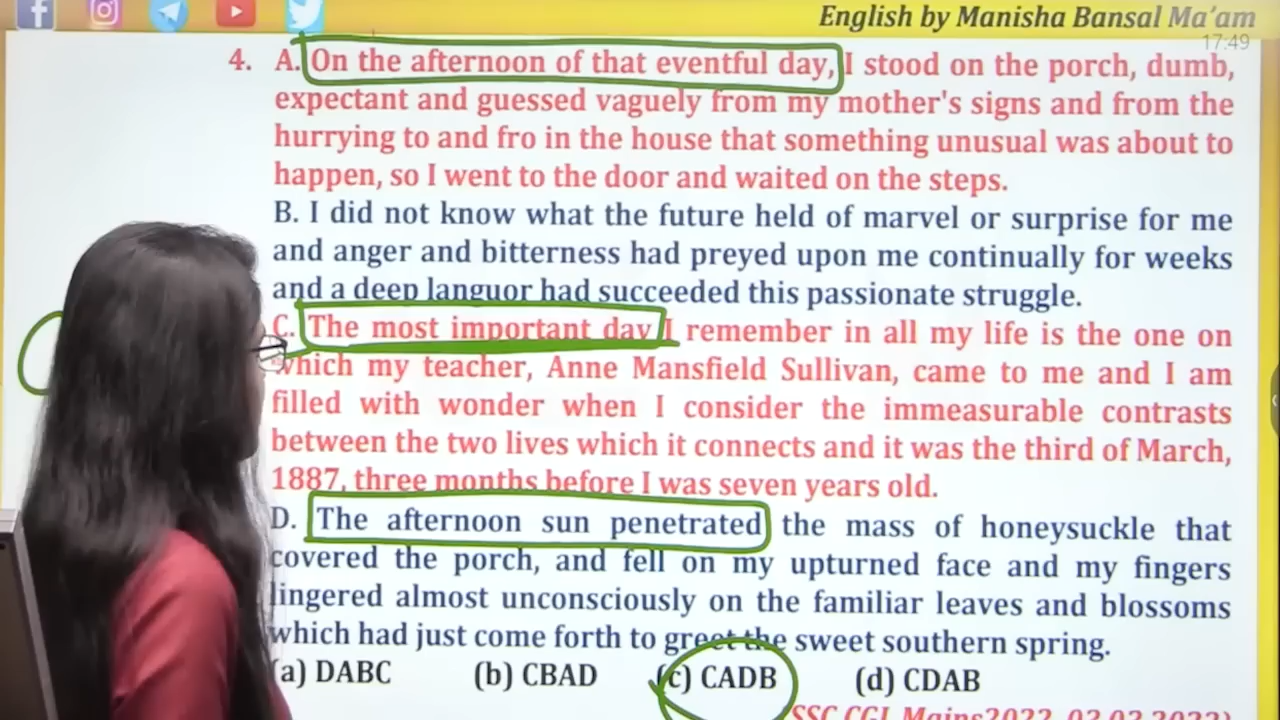 English by Manisha Bansal Ma'am
17:49
4. A. On the afternoon of that eventful day, I stood on the porch, dumb,
expectant and guessed vaguely from my mother's signs and from the
hurrying to and fro in the house that something unusual was about to
happen, so I went to the door and waited on the steps.
B. I did not know what the future held of marvel or surprise for me
and anger and bitterness had preyed upon me continually for weeks
and a deep languor had succeeded this passionate struggle.
C. The most important day I remember in all my life is the one on
which my teacher, Anne Mansfield Sullivan, came to me and I am
filled with wonder when I consider the immeasurable contrasts
between the two lives which it connects and it was the third of March,
1887, three months before I was seven years old.
D. The afternoon sun penetrated the mass of honeysuckle that
covered the porch, and fell on my upturned face and my fingers
lingered almost unconsciously on the familiar leaves and blossoms
which had just come forth to greet the sweet southern spring.
(a) DABC (b) CBAD (c) CADB (d) CDAB
SSC CGL Mains 2022, 02.02.2022)